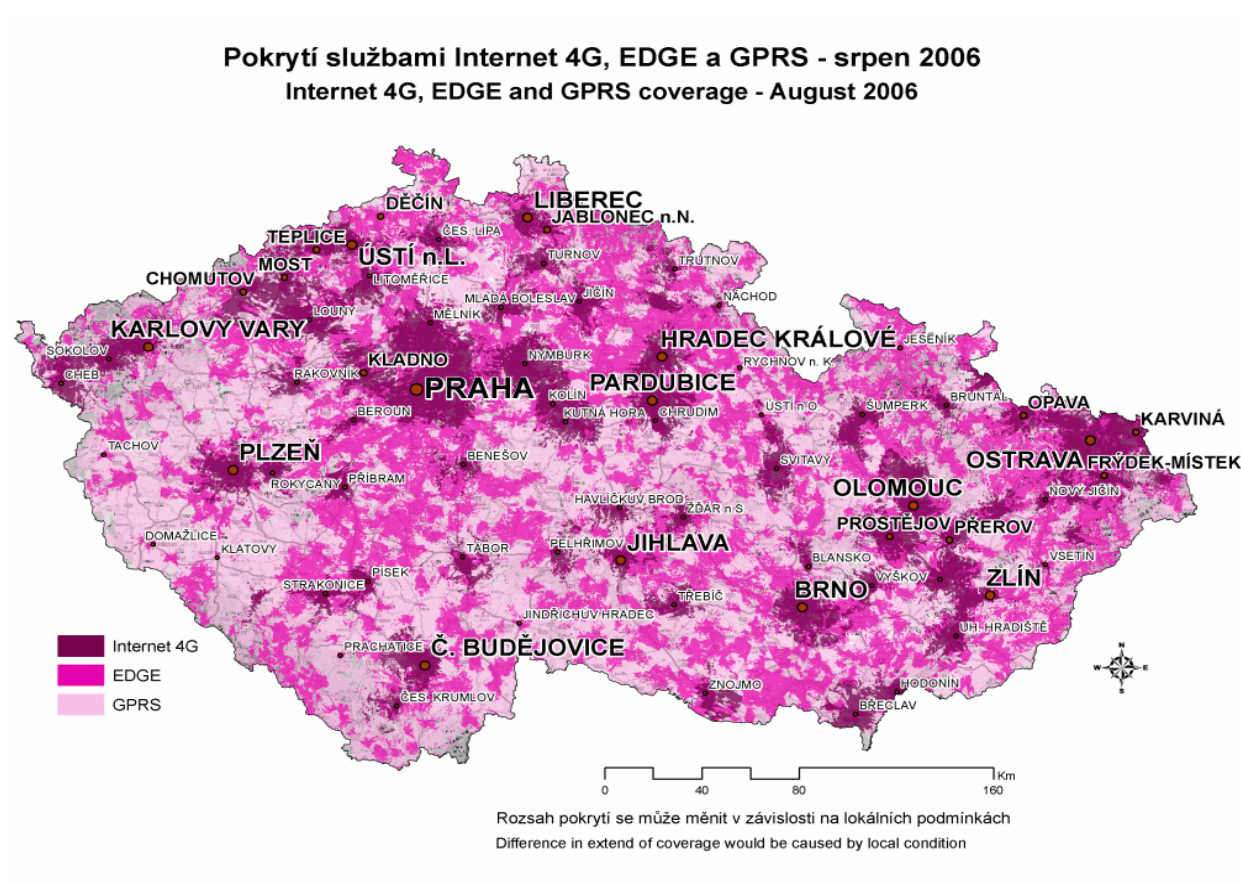 Pokrytí službami Internet 4G, EDGE a GPRS - srpen 2006
Internet 4G, EDGE and GPRS coverage - August 2006
LIBEREC
DĚČÍN
JABLONEC n.N.
TEPLICE
ČES. LÍPA
ÚSTÍ n.L.
TURNOV
TRUTNOV
MOST
CHOMUTOV
LITOMĚŘICE
MLADÁ BOLESLAV
JIČÍN
NÁCHOD
LOUNY
MĚLNÍK
KARLOVY VARY
HRADEC KRÁLOVÉ
JESENÍK
SOKOLOV
KLADNO
NYMBURK
RYCHNOV n. K.
CHEB
RAKOVNÍK
PRAHA
PARDUBICE
KOLÍN
BRUNTÁL
OPAVA
BEROUN
KUTNÁ HORA
CHRUDIM
ÚSTÍ n.O.
ŠUMPERK
KARVINÁ
TACHOV
PLZEŇ
BENEŠOV
SVITAVY
OSTRAVA
FRÝDEK-MÍSTEK
ROKYCANY
PŘÍBRAM
OLOMOUC
NOVÝ JIČÍN
HAVLÍČKŮV BROD
ŽĎÁR n S.
PROSTĚJOV
PŘEROV
DOMAŽLICE
KLATOVY
TÁBOR
PELHŘIMOV
JIHLAVA
BLANSKO
VSETÍN
STRAKONICE
PÍSEK
TŘEBÍČ
BRNO
VYŠKOV
ZLÍN
JINDŘICHŮV HRADEC
UH. HRADIŠTĚ
PRACHATICE
Č. BUDĚJOVICE
ČES. KRUMLOV
ZNOJMO
HODONÍN
BŘECLAV
Internet 4G
EDGE
GPRS
N
W E
S
Km
0 40 80 160
Rozsah pokrytí se může měnit v závislosti na lokálních podmínkách
Difference in extend of coverage would be caused by local condition